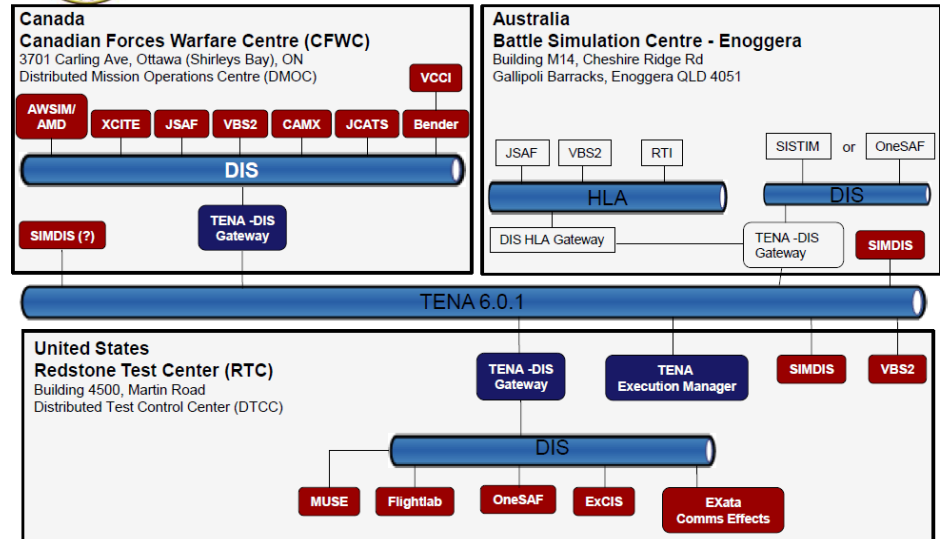 Canada
Canadian Forces Warfare Centre (CFWC)
3701 Carling Ave, Ottawa (Shirleys Bay), ON
Distributed Mission Operations Centre (DMOC)
VCCI
AWSIM/
AMD
XCITE
JSAF
VBS2
CAMX
JCATS
Bender
DIS
SIMDIS (?)
TENA -DIS
Gateway
Australia
Battle Simulation Centre - Enoggera
Building M14, Cheshire Ridge Rd
Gallipoli Barracks, Enoggera QLD 4051
JSAF
VBS2
RTI
SISTIM
or
OneSAF
HLA
DIS
DIS HLA Gateway
TENA -DIS
Gateway
SIMDIS
TENA 6.0.1
United States
Redstone Test Center (RTC)
Building 4500, Martin Road
Distributed Test Control Center (DTCC)
TENA -DIS
Gateway
TENA
Execution Manager
SIMDIS
VBS2
DIS
MUSE
Flightlab
OneSAF
ExCIS
EXata
Comms Effects